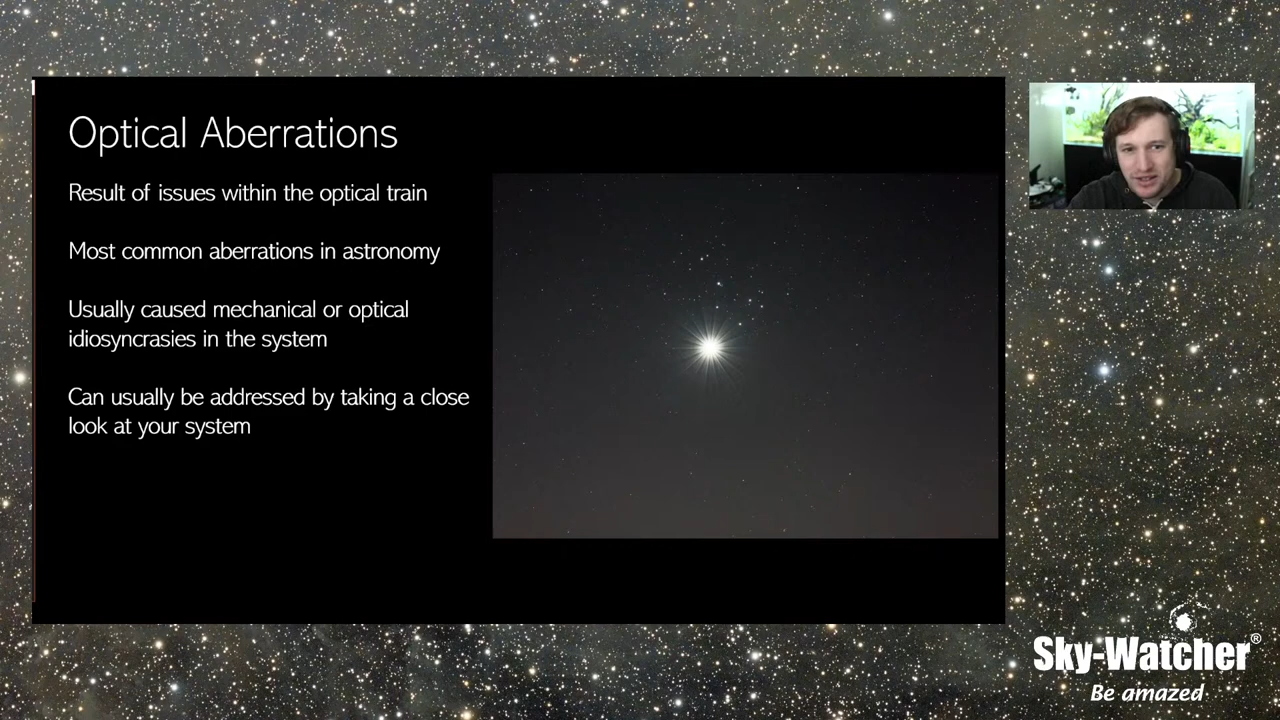 Optical Aberrations
Result of issues within the optical train
Most common aberrations in astronomy
Usually caused mechanical or optical
idiosyncrasies in the system
Can usually be addressed by taking a close
look at your system
Sky-Watcher®
Be amazed